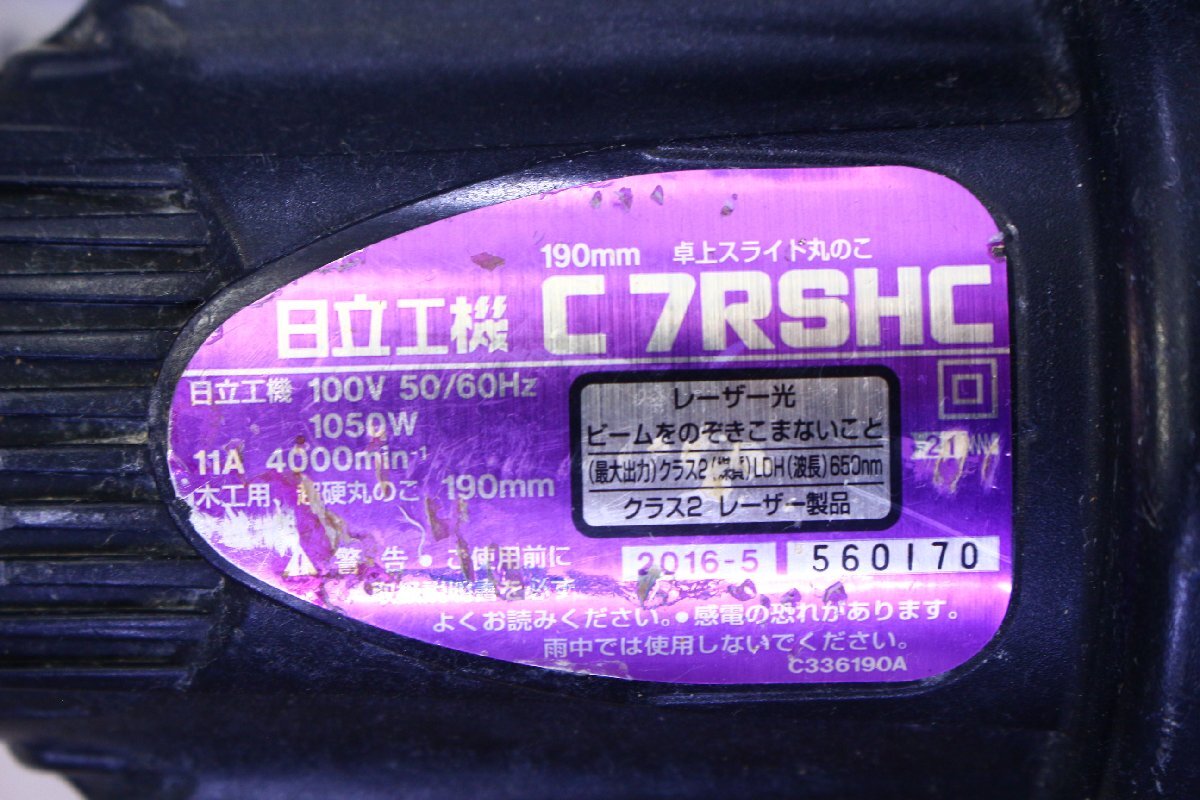 190mm 卓上スライド丸のこ
日立工機 C 7RSHC
日立工機 100V 50/60Hz
1050W
11A 4000min⁻¹
木工用 超硬丸のこ 190mm
レーザー光
ビームをのぞきこまないこと
(最大出力)クラス2 LDH(波長)650nm
クラス2 レーザー製品
21
警告・ご使用前に
必ず
よくお読みください。・感電の恐れがあります。
雨中では使用しないでください。
2016-5 560170
C336190A